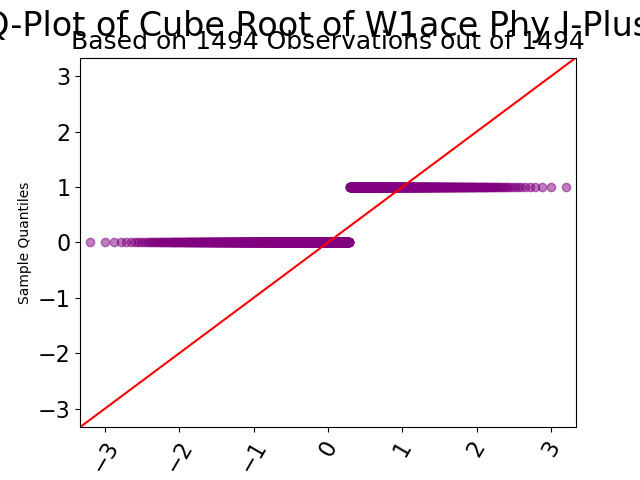 -Plot of Cube Root of W1ace Phy I-Plus
Based on 1494 Observations out of 1494
3
2
1
0
−1
−2
−3
Sample Quantiles
−3 −2 −1 0 1 2 3